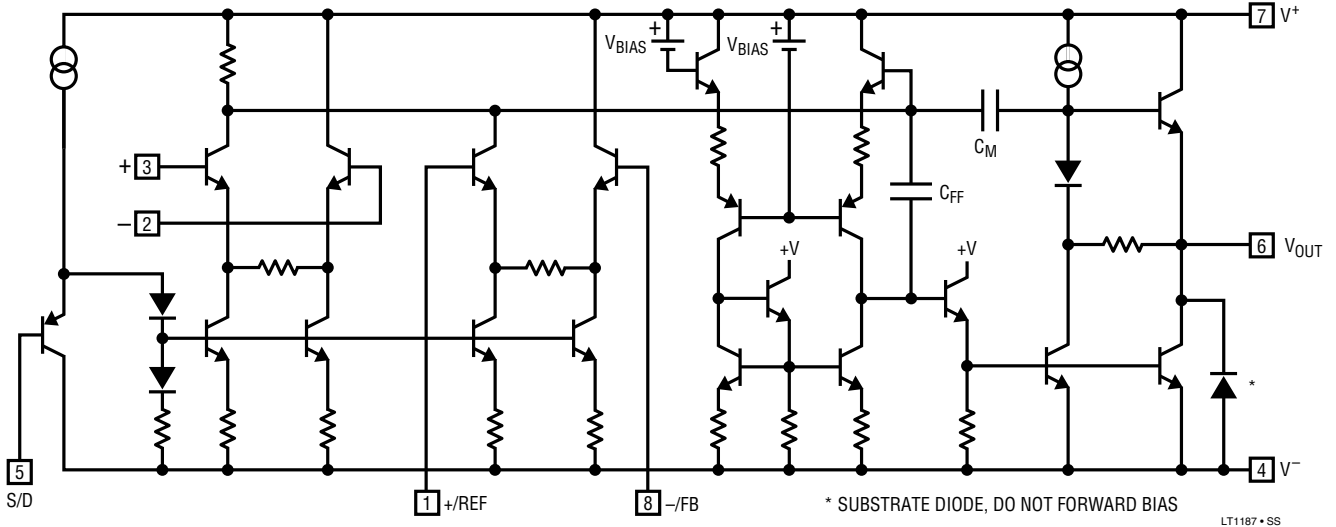 7 V+
+ VBIAS
VBIAS +
CM
+ 3
− 2
CFF
+V
+V
6 VOUT
*
5
S/D
1 +/REF
8 –/FB
4 V−
* SUBSTRATE DIODE, DO NOT FORWARD BIAS
LT1187 • SS